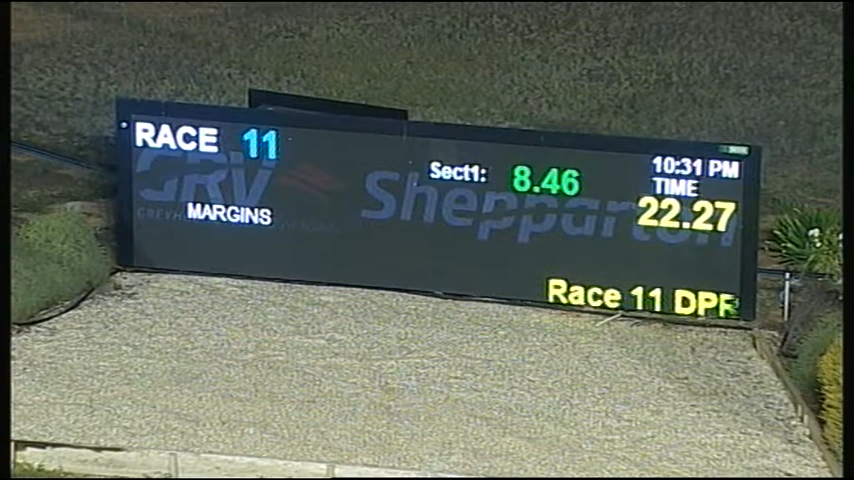 RACE 11
Sect1: 8.46
10:31 PM
TIME
22.27
GRV
Shepparton
MARGINS
Race 11 DPR